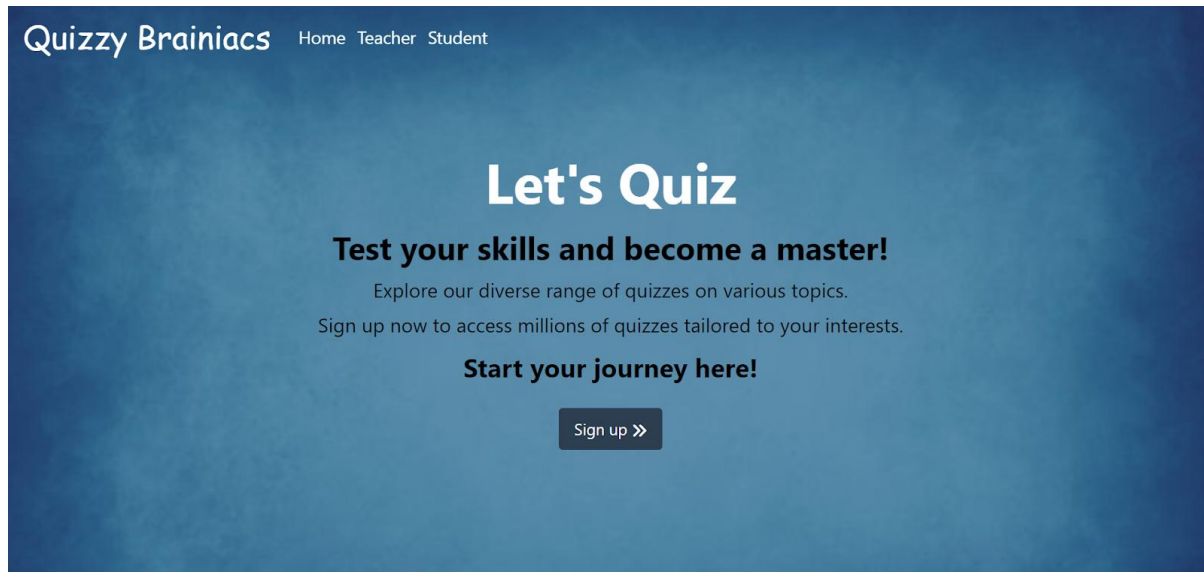 Quizzy Brainiacs Home Teacher Student
Let's Quiz
Test your skills and become a master!
Explore our diverse range of quizzes on various topics.
Sign up now to access millions of quizzes tailored to your interests.
Start your journey here!
Sign up »